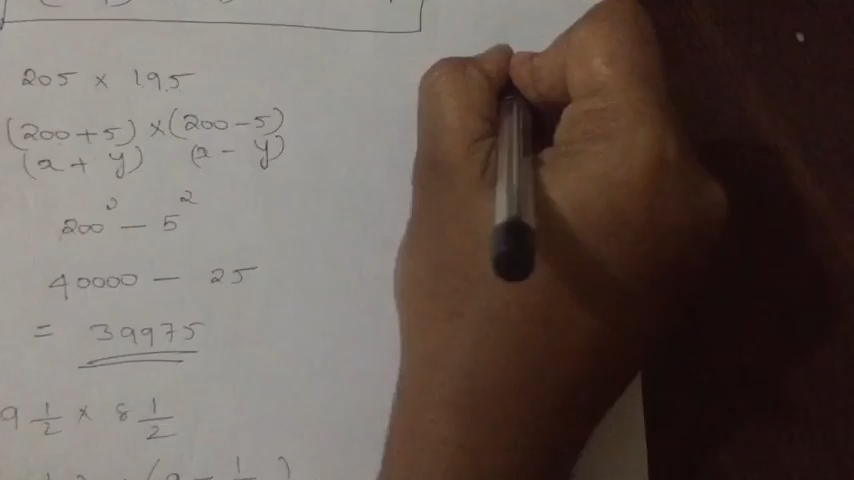 205 × 195
(200+5) × (200-5)
(x + y) (x - y)
200² - 5²
40000 - 25
= 39975
9 1/2 × 8 1/2